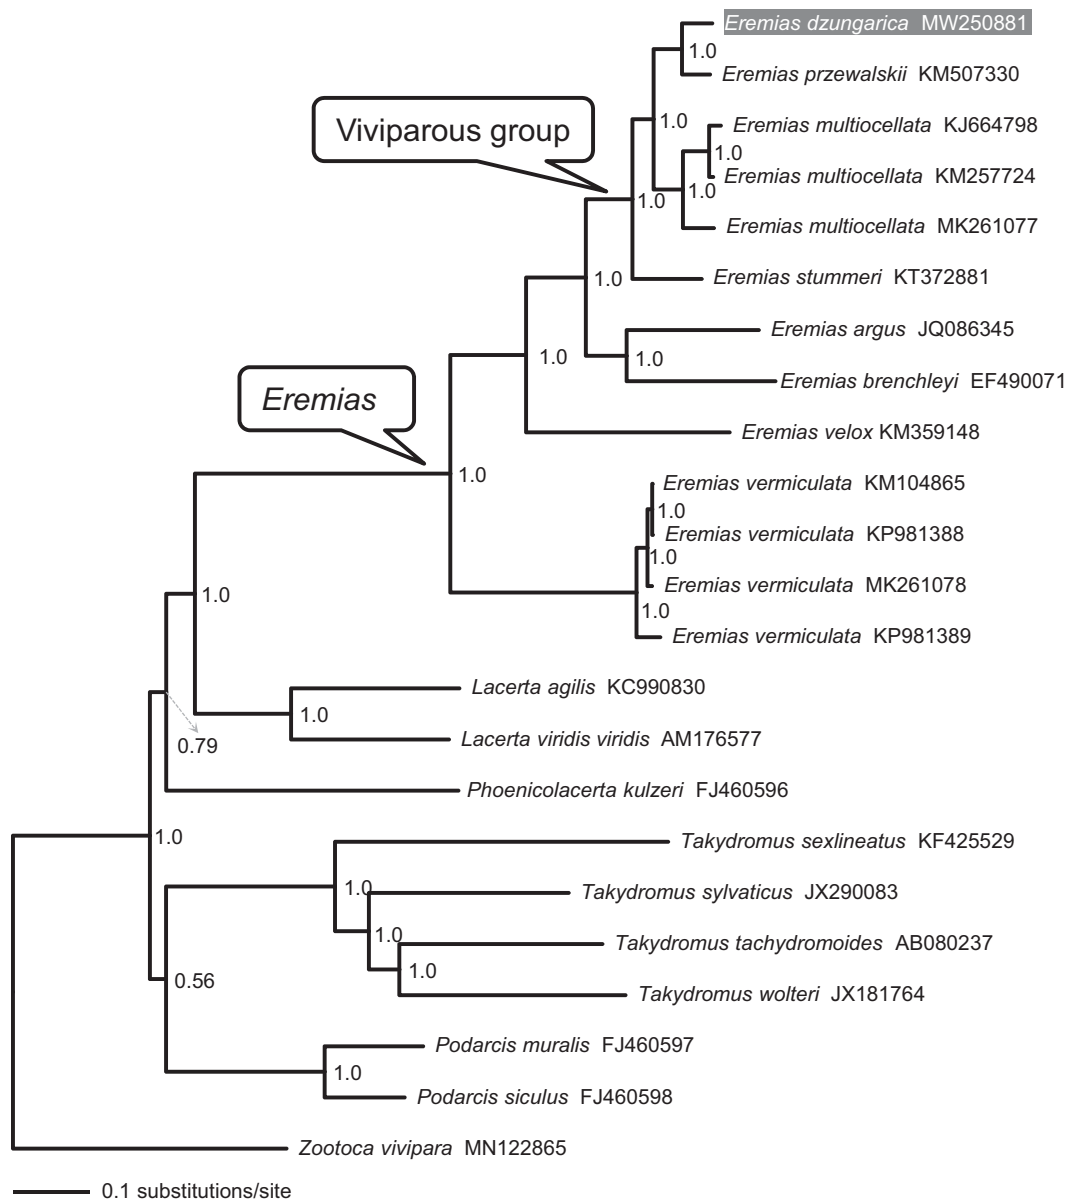 Eremias dzungarica MW250881
1.0
Eremias przewalskii KM507330
Viviparous group
1.0
Eremias multiocellata KJ664798
1.0
Eremias multiocellata KM257724
1.0
1.0
Eremias multiocellata MK261077
1.0
Eremias stummeri KT372881
Eremias argus JQ086345
1.0
1.0
Eremias brenchleyi EF490071
Eremias
Eremias velox KM359148
1.0
Eremias vermiculata KM104865
1.0
Eremias vermiculata KP981388
1.0
Eremias vermiculata MK261078
1.0
1.0
Eremias vermiculata KP981389
Lacerta agilis KC990830
1.0
Lacerta viridis viridis AM176577
0.79
Phoenicolacerta kulzeri FJ460596
1.0
Takydromus sexlineatus KF425529
1.0
Takydromus sylvaticus JX290083
1.0
Takydromus tachydromoides AB080237
1.0
0.56
Takydromus wolteri JX181764
Podarcis muralis FJ460597
1.0
Podarcis siculus FJ460598
Zootoca vivipara MN122865
0.1 substitutions/site